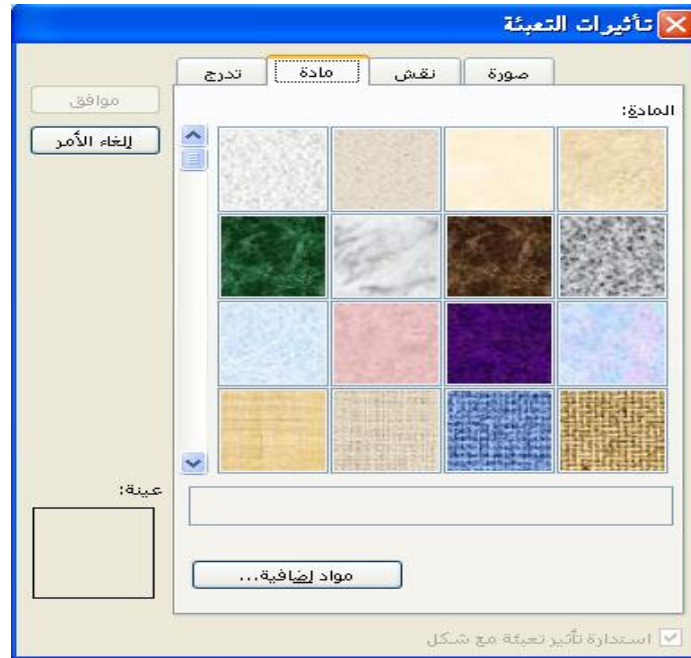 تأثيرات التعبئة
تدرج
مادة
نقش
صورة
موافق
إلغاء الأمر
المادة:
عينة:
مواد إضافية...
استدارة تأثير تعبئة مع شكل